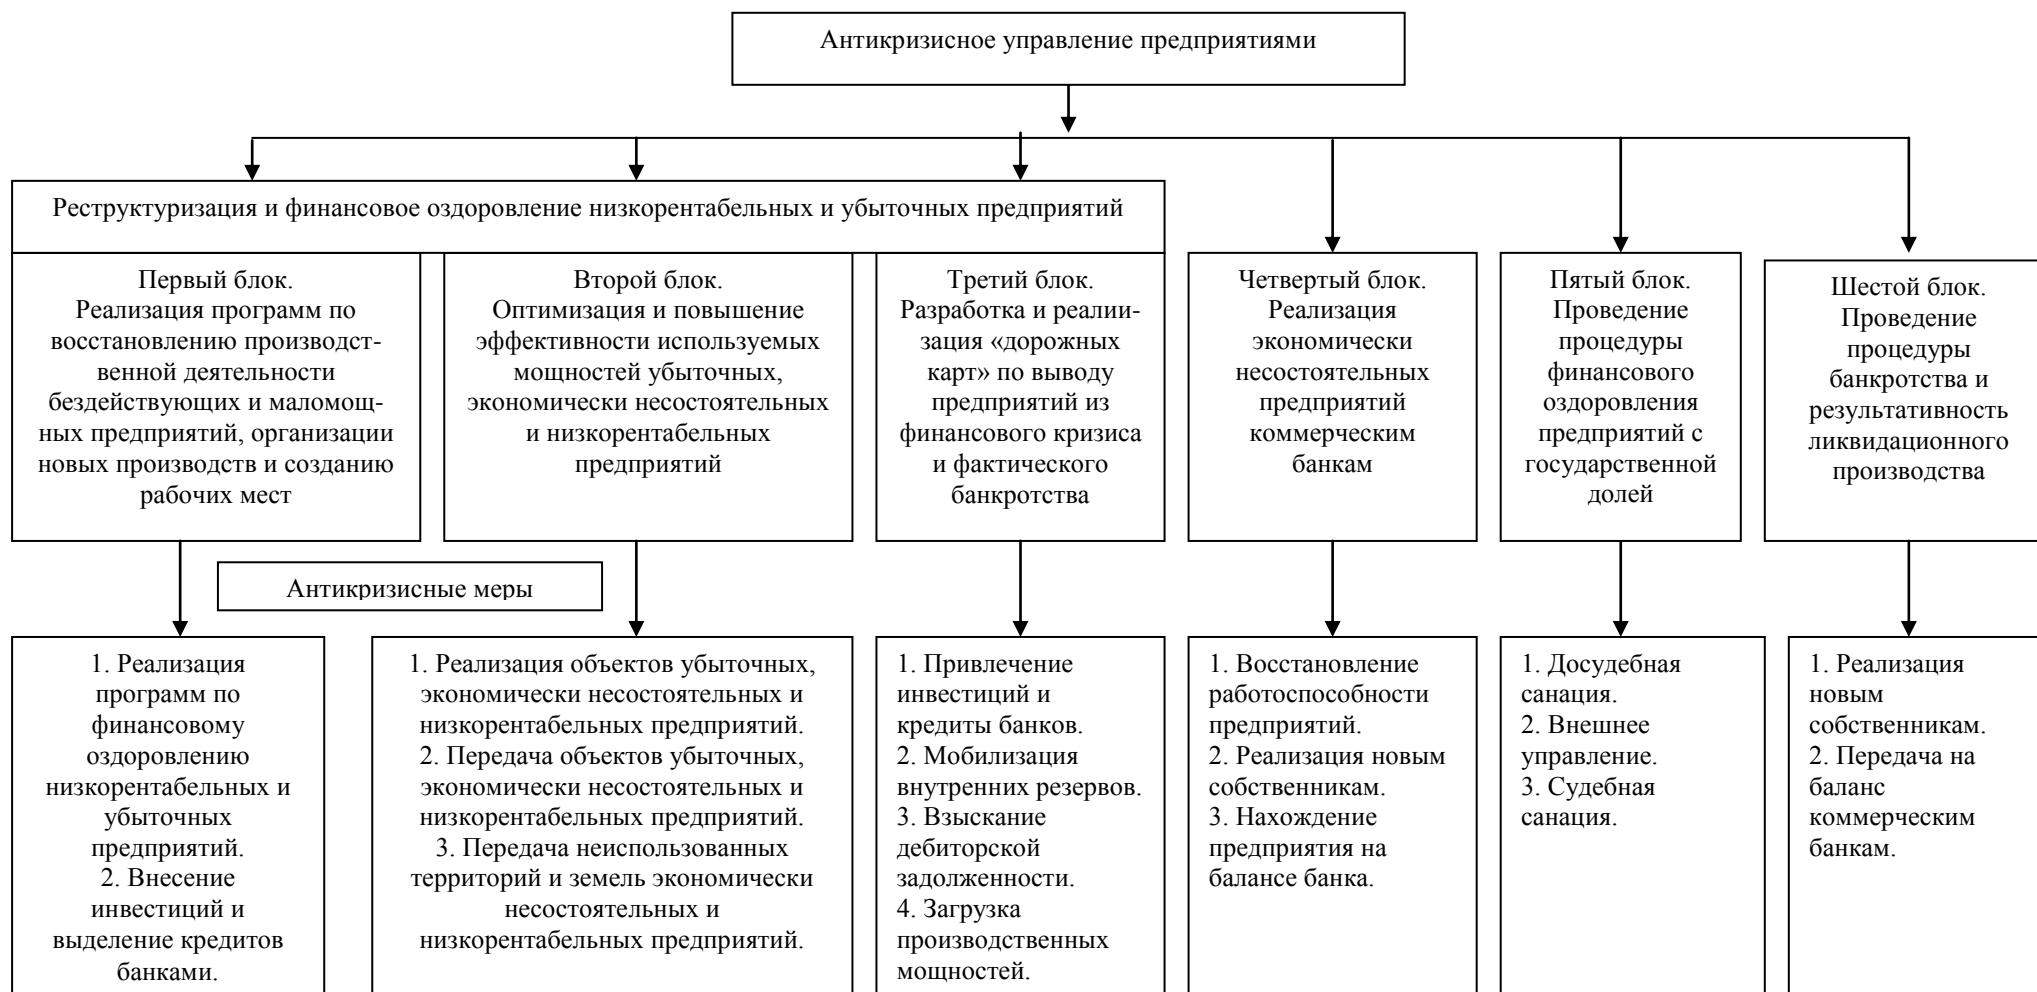 Антикризисное управление предприятиями
Реструктуризация и финансовое оздоровление низкорентабельных и убыточных предприятий
Первый блок.
Реализация программ по
восстановлению производст-
венной деятельности
бездействующих и маломощ-
ных предприятий, организации
новых производств и созданию
рабочих мест
Второй блок.
Оптимизация и повышение
эффективности используемых
мощностей убыточных,
экономически несостоятельных
и низкорентабельных
предприятий
Третий блок.
Разработка и реалии-
зация «дорожных
карт» по выводу
предприятий из
финансового кризиса
и фактического
банкротства
Четвертый блок.
Реализация
экономически
несостоятельных
предприятий
коммерческим
банкам
Пятый блок.
Проведение
процедуры
финансового
оздоровления
предприятий с
государственной
долей
Шестой блок.
Проведение
процедуры
банкротства и
результативность
ликвидационного
производства
Антикризисные меры
1. Реализация
программ по
финансовому
оздоровлению
низкорентабельных и
убыточных
предприятий.
2. Внесение
инвестиций и
выделение кредитов
банками.
1. Реализация объектов убыточных,
экономически несостоятельных и
низкорентабельных предприятий.
2. Передача объектов убыточных,
экономически несостоятельных и
низкорентабельных предприятий.
3. Передача неиспользованных
территорий и земель экономически
несостоятельных и
низкорентабельных предприятий.
1. Привлечение
инвестиций и
кредиты банков.
2. Мобилизация
внутренних резервов.
3. Взыскание
дебиторской
задолженности.
4. Загрузка
производственных
мощностей.
1. Восстановление
работоспособности
предприятий.
2. Реализация новым
собственникам.
3. Нахождение
предприятия на
балансе банка.
1. Досудебная
санация.
2. Внешнее
управление.
3. Судебная
санация.
1. Реализация
новым
собственникам.
2. Передача на
баланс
коммерческим
банкам.